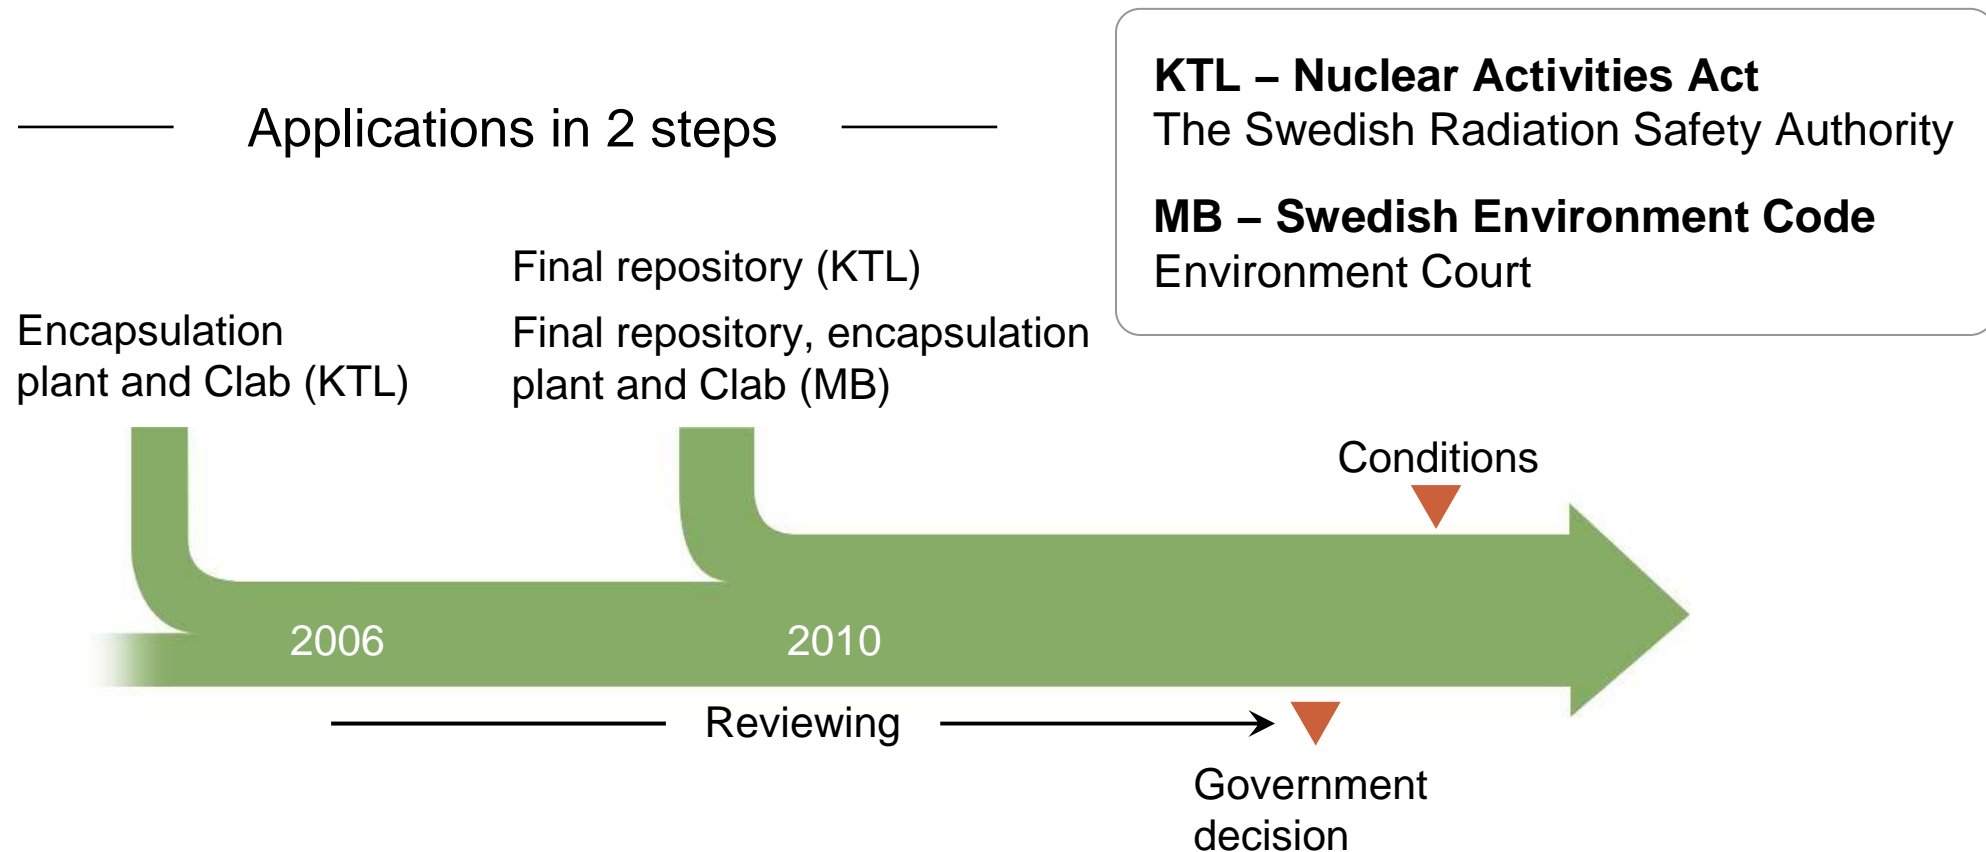 Applications in 2 steps
KTL – Nuclear Activities Act
The Swedish Radiation Safety Authority
MB – Swedish Environment Code
Environment Court
Encapsulation
plant and Clab (KTL)
Final repository (KTL)
Final repository, encapsulation
plant and Clab (MB)
Conditions
2006
2010
Reviewing
Government
decision